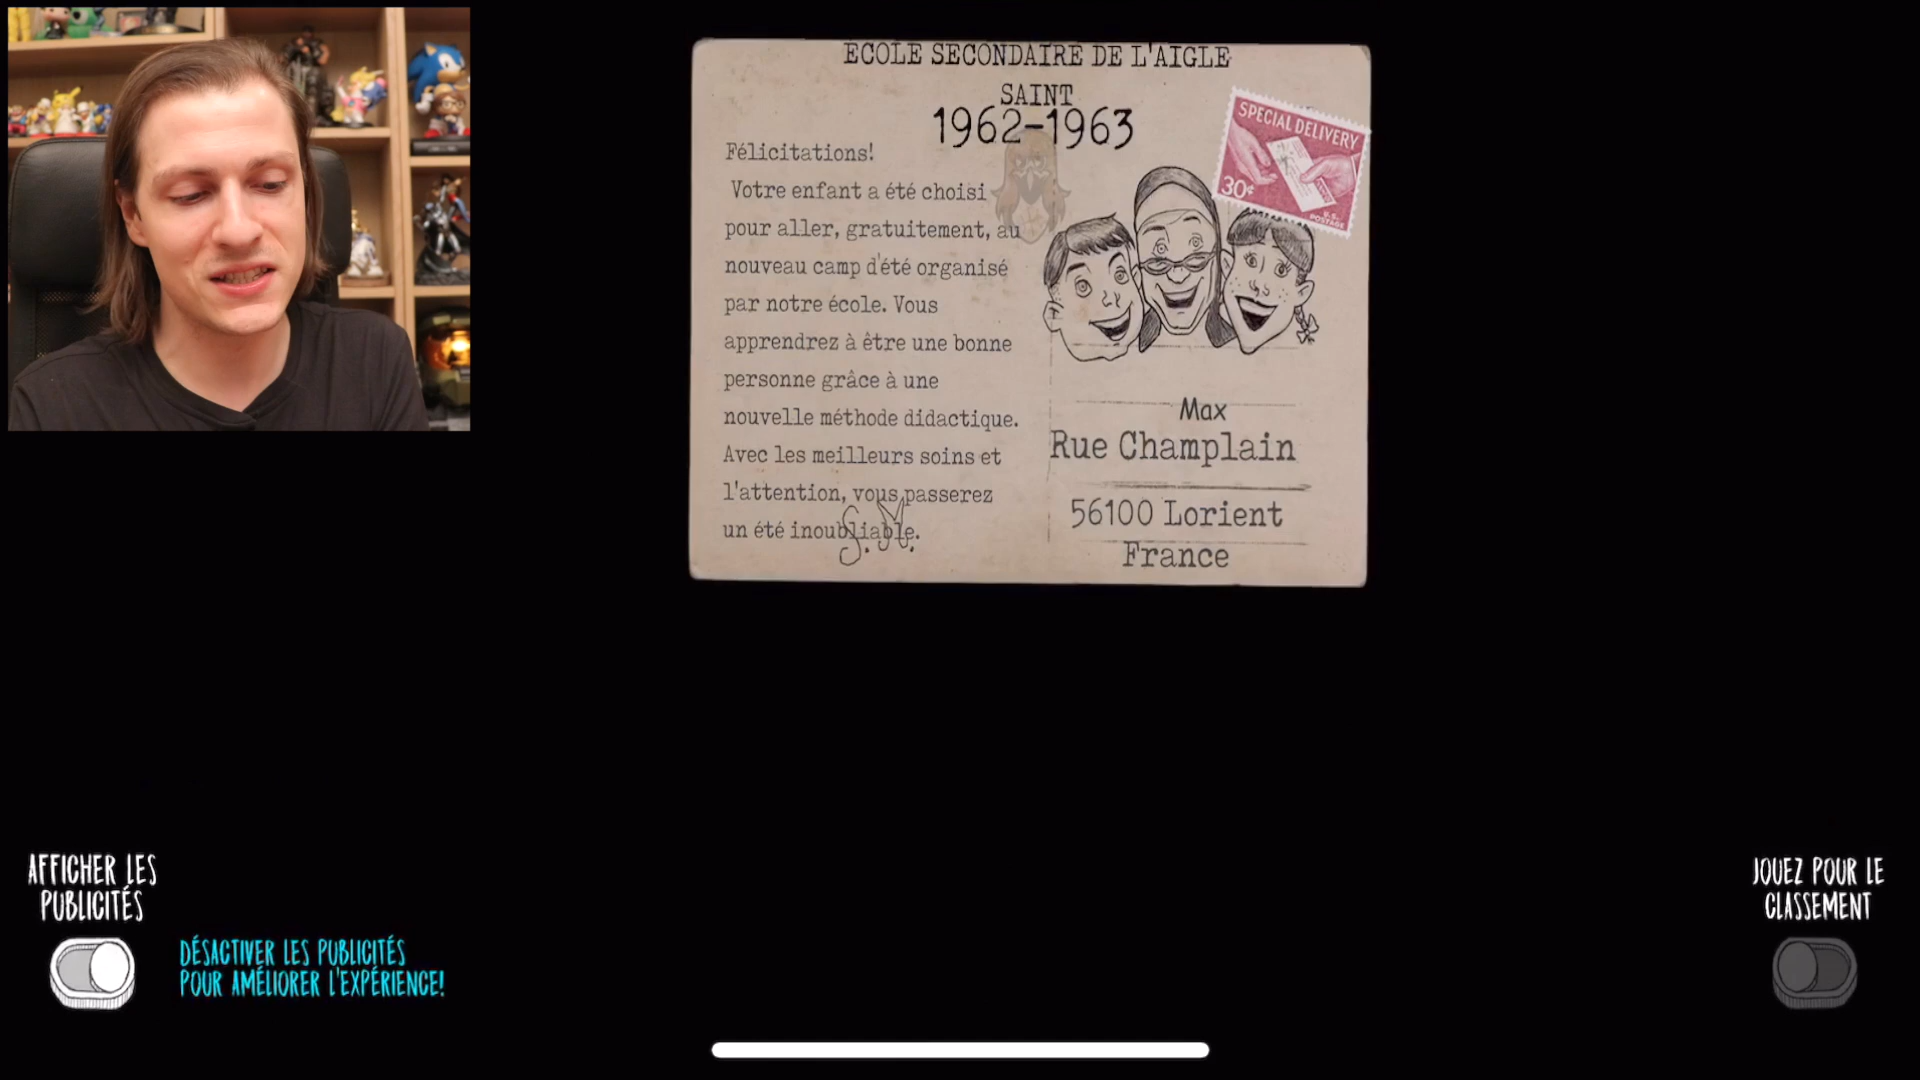 ÉCOLE SECONDAIRE DE L'AIGLE
SAINT
1962-1963
Félicitations!
Votre enfant a été choisi
pour aller, gratuitement, au
nouveau camp d'été organisé
par notre école. Vous
apprendrez à être une bonne
personne grâce à une
nouvelle méthode didactique.
Avec les meilleurs soins et
l'attention, vous passerez
un été inoubliable.
S. M.
SPECIAL DELIVERY
30¢
U.S.
POSTAGE
Max
Rue Champlain
56100 Lorient
France
AFFICHER LES
PUBLICITÉS
DÉSACTIVER LES PUBLICITÉS
POUR AMÉLIORER L'EXPÉRIENCE!
JOUEZ POUR LE
CLASSEMENT